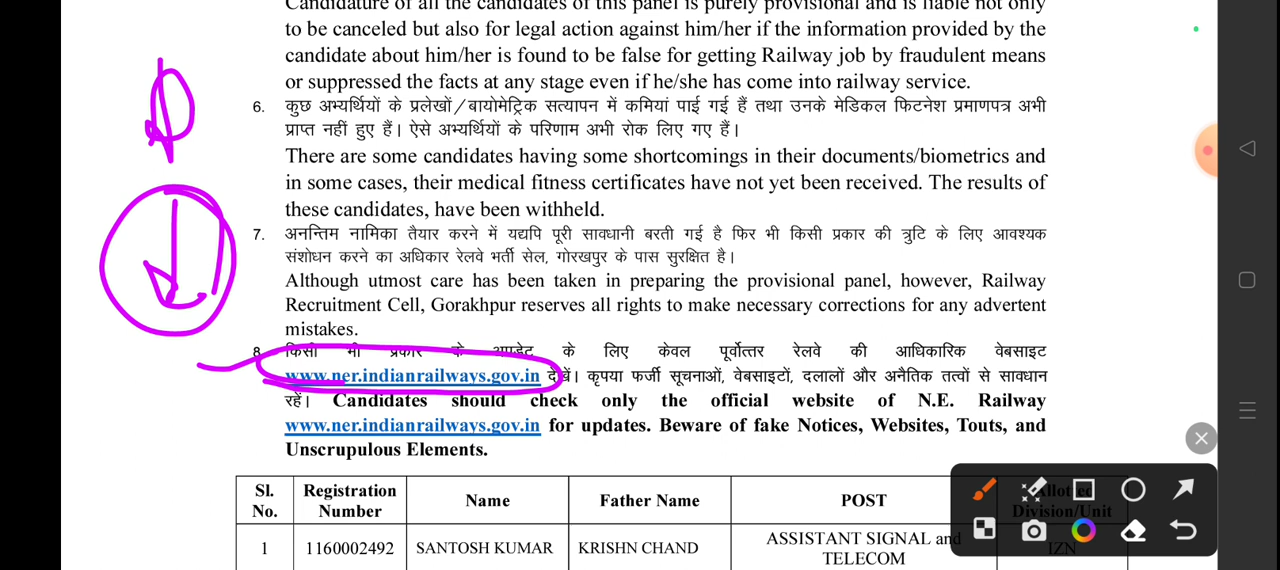 Candidature of all the candidates of this panel is purely provisional and is liable not only
to be canceled but also for legal action against him/her if the information provided by the
candidate about him/her is found to be false for getting Railway job by fraudulent means
or suppressed the facts at any stage even if he/she has come into railway service.
6. कुछ अभ्यर्थियों के प्रलेखों/बायोमेट्रिक सत्यापन में कमियां पाई गई हैं तथा उनके मेडिकल फिटनेश प्रमाणपत्र अभी
प्राप्त नहीं हुए हैं। ऐसे अभ्यर्थियों के परिणाम अभी रोक लिए गए हैं।
There are some candidates having some shortcomings in their documents/biometrics and
in some cases, their medical fitness certificates have not yet been received. The results of
these candidates, have been withheld.
7. अनन्तिम नामिका तैयार करने में यद्यपि पूरी सावधानी बरती गई है फिर भी किसी प्रकार की त्रुटि के लिए आवश्यक
संशोधन करने का अधिकार रेलवे भर्ती सेल, गोरखपुर के पास सुरक्षित है।
Although utmost care has been taken in preparing the provisional panel, however, Railway
Recruitment Cell, Gorakhpur reserves all rights to make necessary corrections for any advertent
mistakes.
8. किसी भी प्रकार के अपडेट के लिए केवल पूर्वोत्तर रेलवे की आधिकारिक वेबसाइट
www.ner.indianrailways.gov.in देखें। कृपया फर्जी सूचनाओं, वेबसाइटों, दलालों और अनैतिक तत्वों से सावधान
रहें। Candidates should check only the official website of N.E. Railway
www.ner.indianrailways.gov.in for updates. Beware of fake Notices, Websites, Touts, and
Unscrupulous Elements.
Sl. No. Registration Number Name Father Name POST Allotted Division/Unit
1 1160002492 SANTOSH KUMAR KRISHN CHAND ASSISTANT SIGNAL and TELECOM IZN